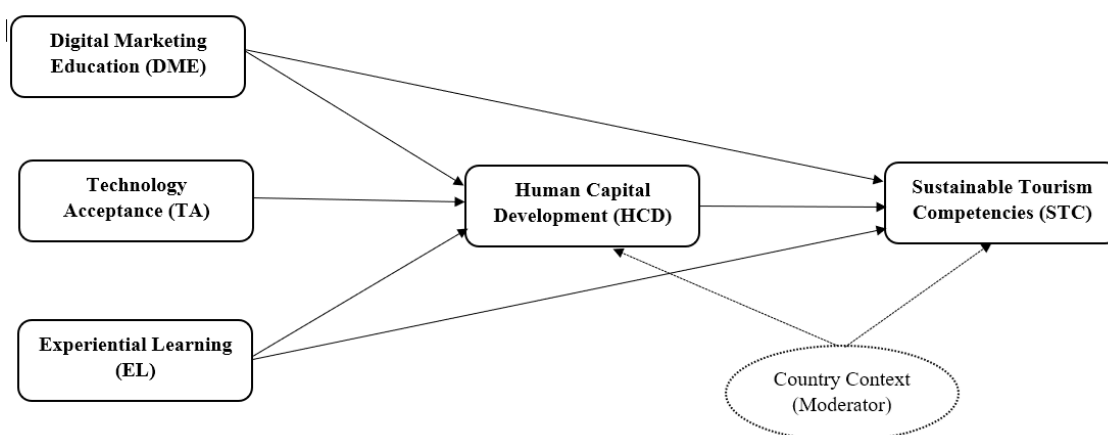 Digital Marketing
Education (DME)
Technology
Acceptance (TA)
Human Capital
Development (HCD)
Sustainable Tourism
Competencies (STC)
Experiential Learning
(EL)
Country Context
(Moderator)